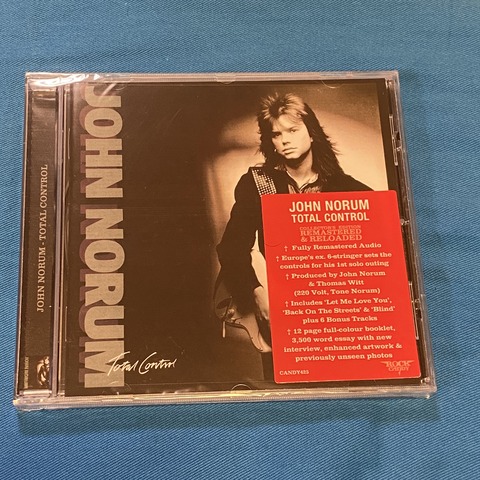 JOHN NORUM - TOTAL CONTROL
JOHN NORUM
Total Control
JOHN NORUM
TOTAL CONTROL
COLLECTOR'S EDITION
REMASTERED
& RELOADED
† Fully Remastered Audio
† Europe's ex. 6-stringer sets the
controls for his 1st solo outing
† Produced by John Norum
& Thomas Witt
(220 Volt, Tone Norum)
† Includes 'Let Me Love You',
'Back On The Streets' & 'Blind'
plus 6 Bonus Tracks
† 12 page full-colour booklet,
3,500 word essay with new
interview, enhanced artwork &
previously unseen photos
CANDY432
ROCK
CANDY